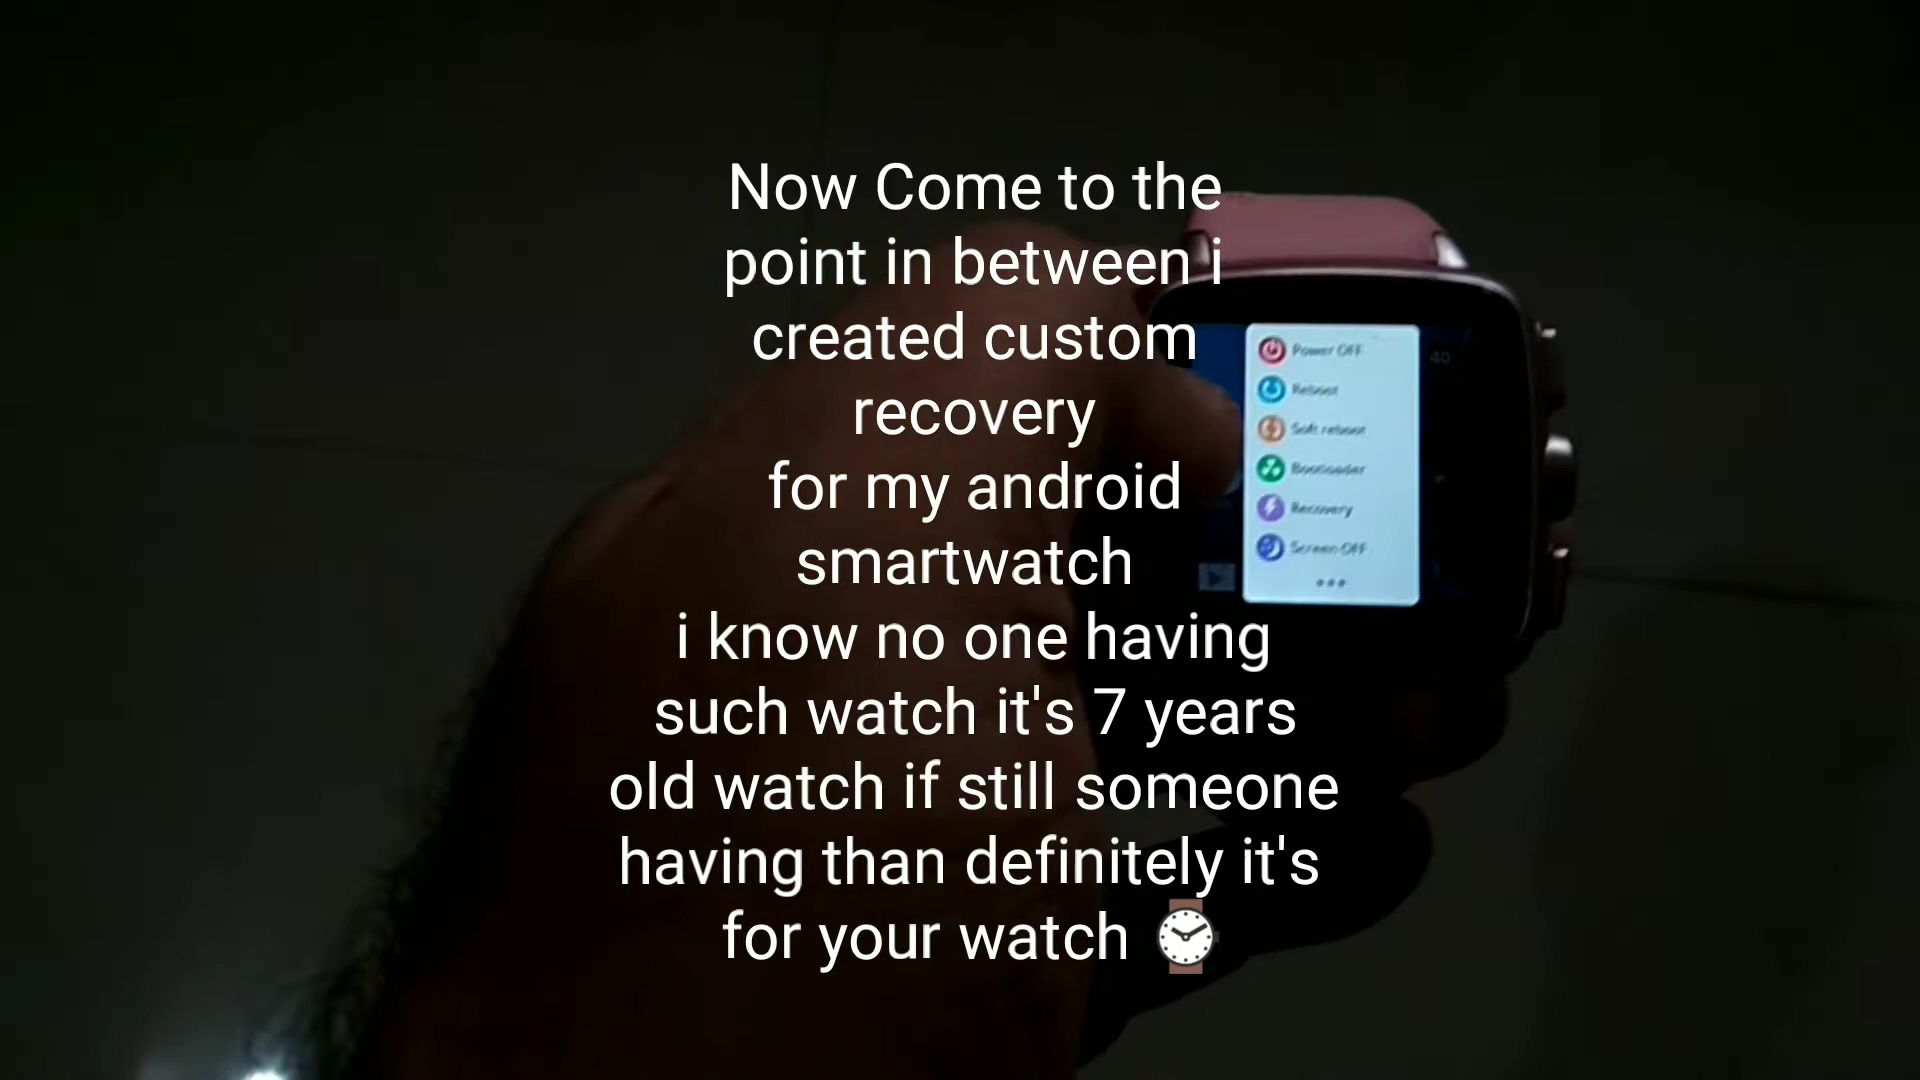 Now Come to the
point in between i
created custom
recovery
for my android
smartwatch
i know no one having
such watch it's 7 years
old watch if still someone
having than definitely it's
for your watch ⌚
Power OFF
Reboot
Soft reboot
Bootloader
Recovery
Screen OFF
40